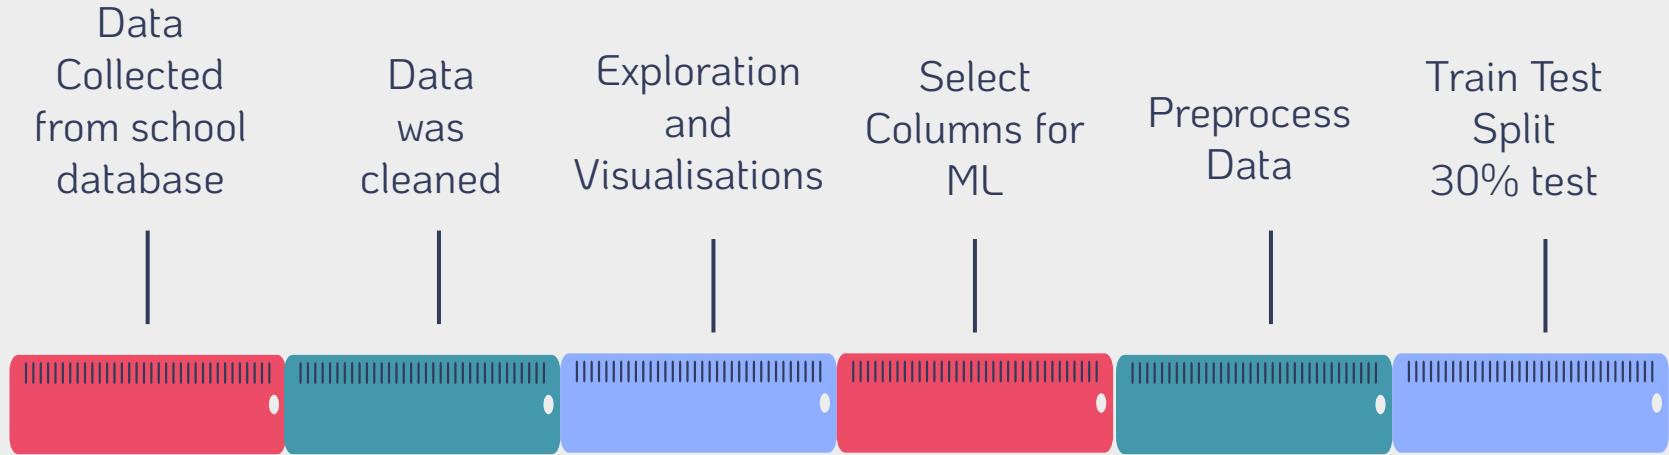 Data
Collected
from school
database
Data
was
cleaned
Exploration
and
Visualisations
Select
Columns for
ML
Preprocess
Data
Train Test
Split
30% test